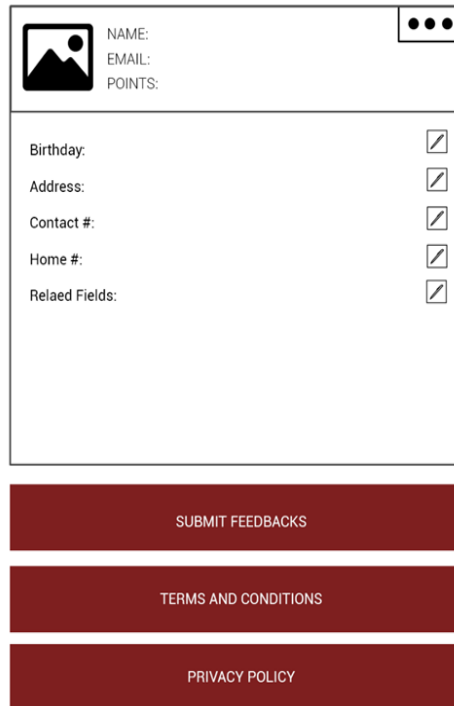 NAME:
EMAIL:
POINTS:
Birthday:
Address:
Contact #:
Home #:
Relaed Fields:
SUBMIT FEEDBACKS
TERMS AND CONDITIONS
PRIVACY POLICY